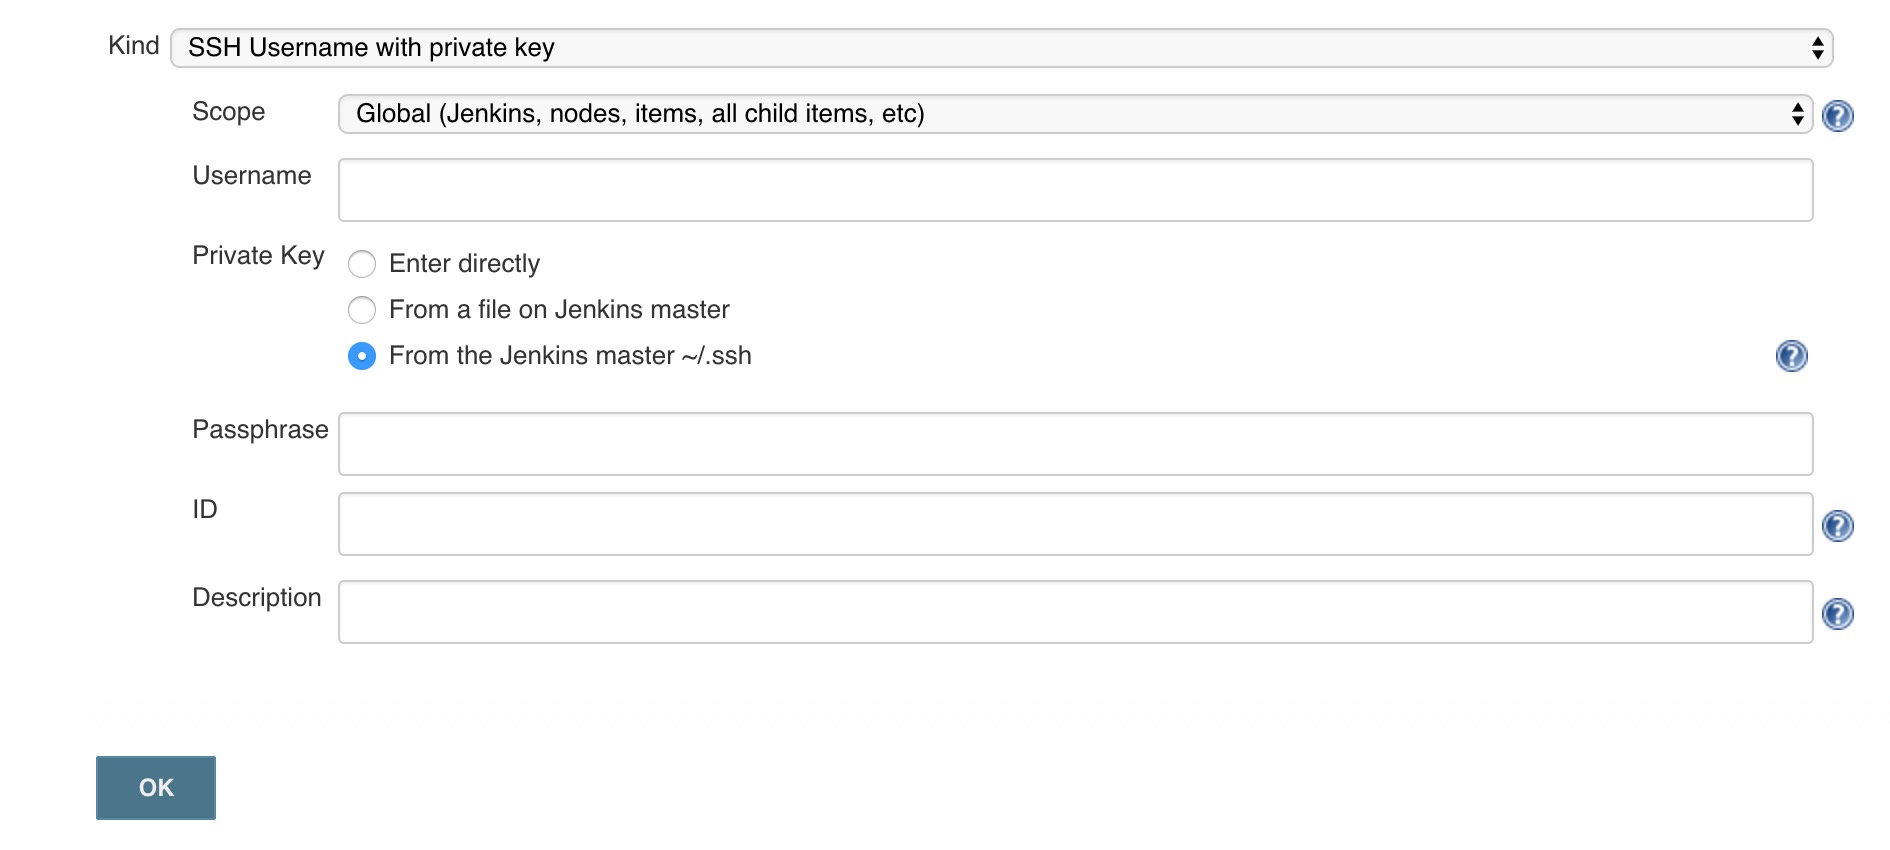 Kind SSH Username with private key
Scope Global (Jenkins, nodes, items, all child items, etc) ?
Username
Private Key Enter directly
From a file on Jenkins master
From the Jenkins master ~/.ssh ?
Passphrase
ID ?
Description ?
OK